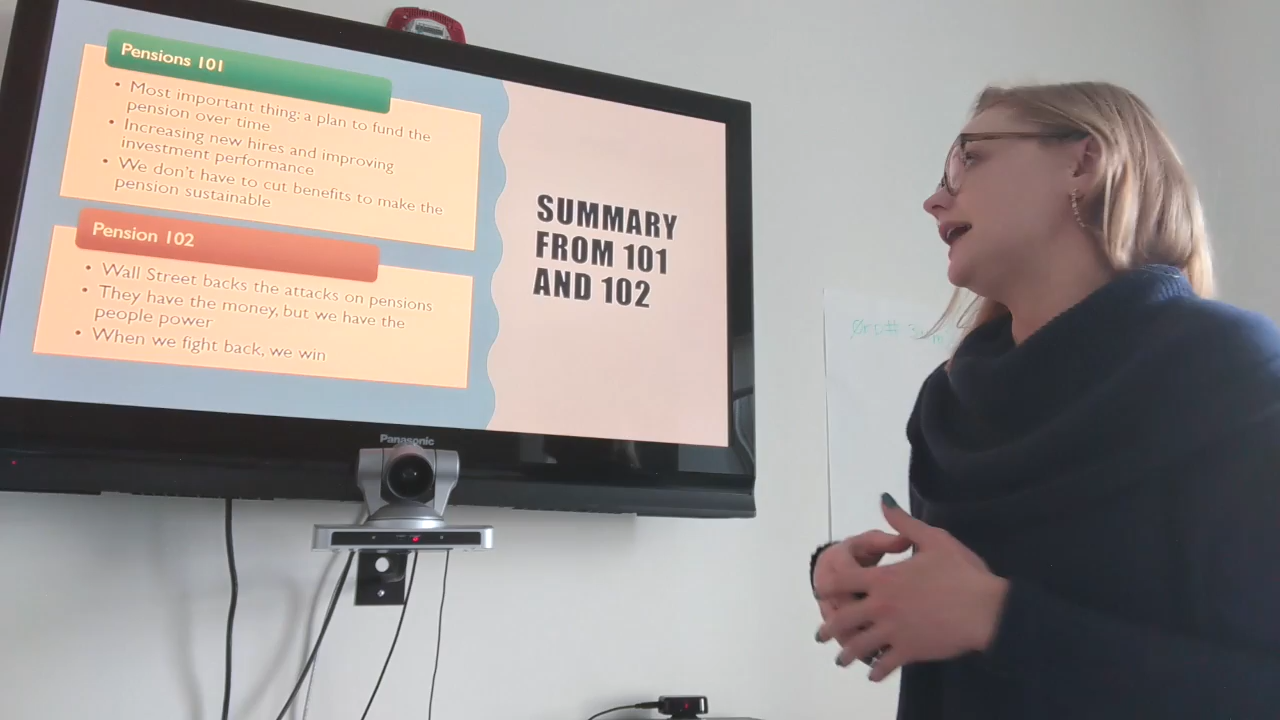 Pensions 101
• Most important thing: a plan to fund the
pension over time
• Increasing new hires and improving
investment performance
• We don't have to cut benefits to make the
pension sustainable
Pension 102
• Wall Street backs the attacks on pensions
• They have the money, but we have the
people power
• When we fight back, we win
SUMMARY
FROM 101
AND 102
Panasonic